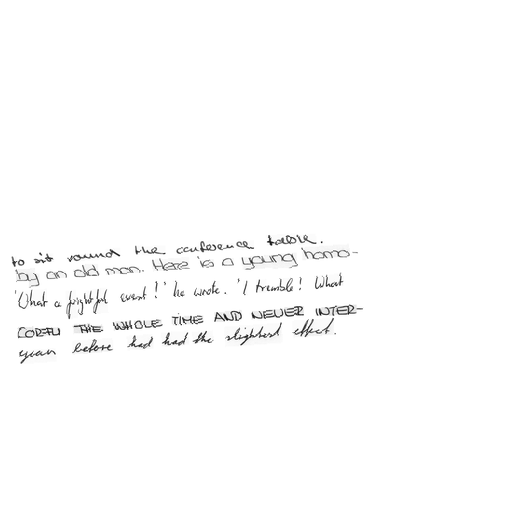 to sit round the conference table.
by an old man. Here is a young homo-
'What a frightful event!' he wrote. 'I tremble! What
CORFU THE WHOLE TIME AND NEVER INTER-
year before had had the slightest effect.